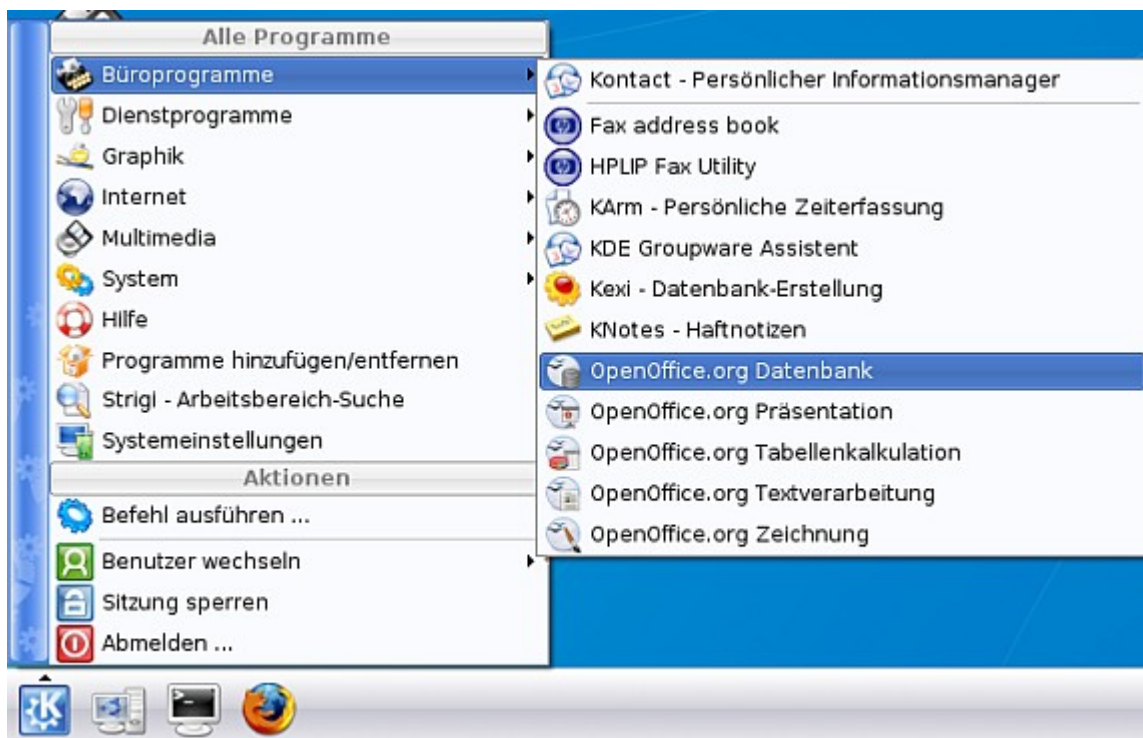 Alle Programme
Büroprogramme
Dienstprogramme
Graphik
Internet
Multimedia
System
Hilfe
Programme hinzufügen/entfernen
Strigi - Arbeitsbereich-Suche
Systemeinstellungen
Aktionen
Befehl ausführen ...
Benutzer wechseln
Sitzung sperren
Abmelden ...
Kontact - Persönlicher Informationsmanager
Fax address book
HPLIP Fax Utility
KArm - Persönliche Zeiterfassung
KDE Groupware Assistent
Kexi - Datenbank-Erstellung
KNotes - Haftnotizen
OpenOffice.org Datenbank
OpenOffice.org Präsentation
OpenOffice.org Tabellenkalkulation
OpenOffice.org Textverarbeitung
OpenOffice.org Zeichnung